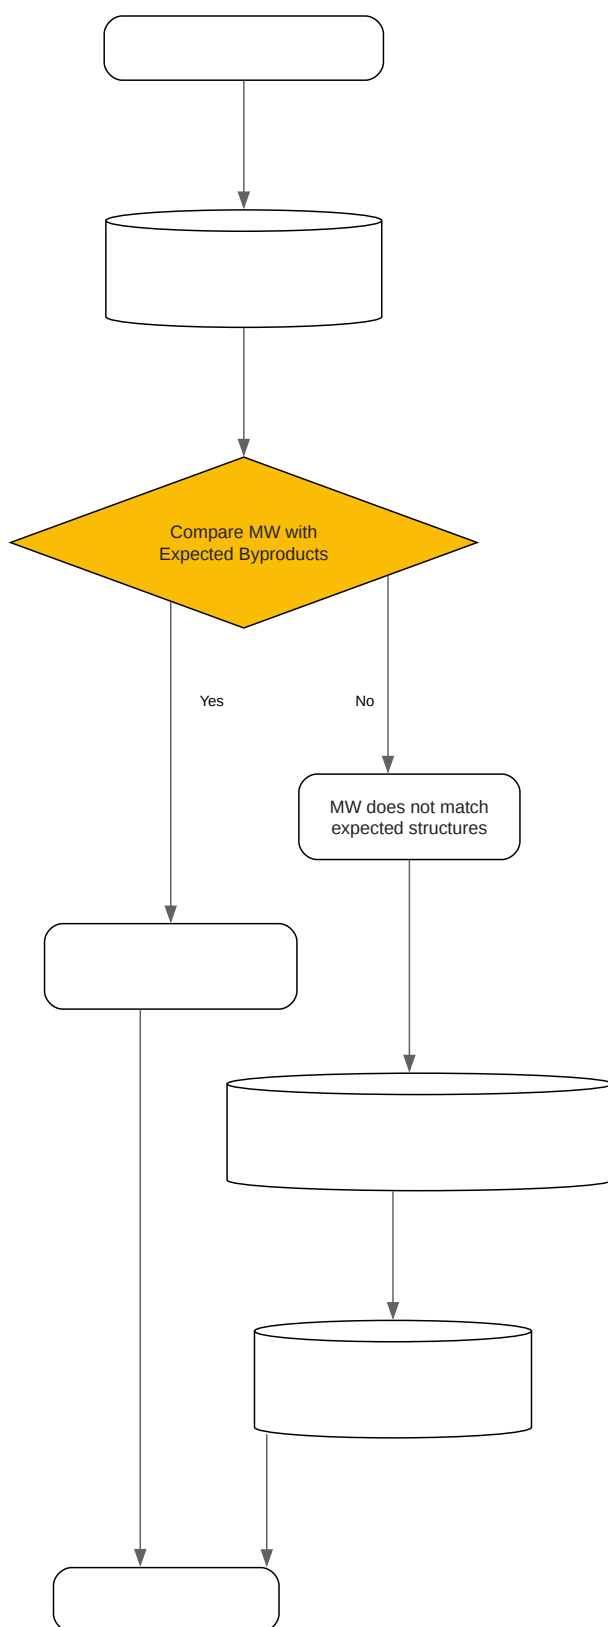 Compare MW with
Expected Byproducts
Yes
No
MW does not match
expected structures